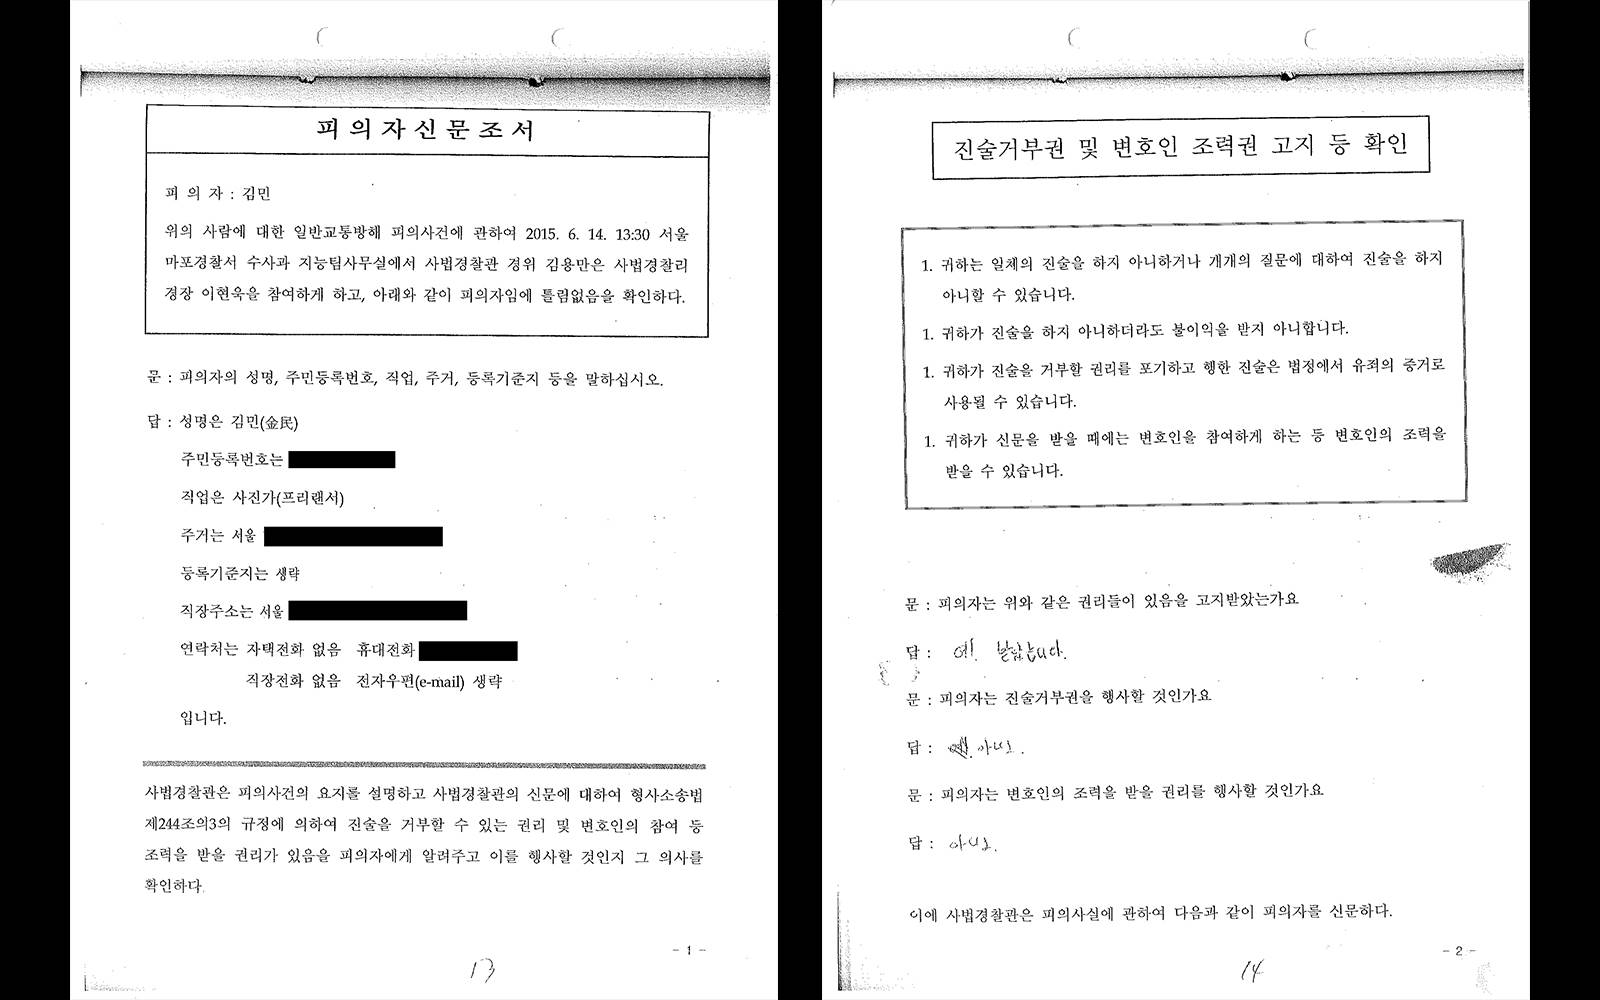 피의자신문조서
피 의 자 : 김민
위의 사람에 대한 일반교통방해 피의사건에 관하여 2015. 6. 14. 13:30 서울
마포경찰서 수사과 지능팀사무실에서 사법경찰관 경위 김용만은 사법경찰리
경장 이현욱을 참여하게 하고, 아래와 같이 피의자임에 틀림없음을 확인하다.
문 : 피의자의 성명, 주민등록번호, 직업, 주거, 등록기준지 등을 말하십시오.
답 : 성명은 김민(金民)
주민등록번호는
직업은 사진가(프리랜서)
주거는 서울
등록기준지는 생략
직장주소는 서울
연락처는 자택전화 없음 휴대전화
직장전화 없음 전자우편(e-mail) 생략
입니다.
사법경찰관은 피의사건의 요지를 설명하고 사법경찰관의 신문에 대하여 형사소송법
제244조의3의 규정에 의하여 진술을 거부할 수 있는 권리 및 변호인의 참여 등
조력을 받을 권리가 있음을 피의자에게 알려주고 이를 행사할 것인지 그 의사를
확인하다.
- 1 -
13
진술거부권 및 변호인 조력권 고지 등 확인
1. 귀하는 일체의 진술을 하지 아니하거나 개개의 질문에 대하여 진술을 하지
아니할 수 있습니다.
1. 귀하가 진술을 하지 아니하더라도 불이익을 받지 아니합니다.
1. 귀하가 진술을 거부할 권리를 포기하고 행한 진술은 법정에서 유죄의 증거로
사용될 수 있습니다.
1. 귀하가 신문을 받을 때에는 변호인을 참여하게 하는 등 변호인의 조력을
받을 수 있습니다.
문 : 피의자는 위와 같은 권리들이 있음을 고지받았는가요
답 : 예! 받았습니다.
문 : 피의자는 진술거부권을 행사할 것인가요
답 : 아니오.
문 : 피의자는 변호인의 조력을 받을 권리를 행사할 것인가요
답 : 아니오.
이에 사법경찰관은 피의사실에 관하여 다음과 같이 피의자를 신문하다.
- 2 -
14